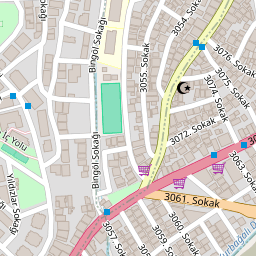 Bingöl Sokağı
3055. Sokak
3054. Sokak
3076. Sokak
3075. Sokak
3074. Sokak
3072. Sokak
3063. Sokak
İç Yolu
Bingöl Sokağı
Yıldızlar Sokağı
3061. Sokak
3057. Sokak
3059. Sokak
3060. Sokak